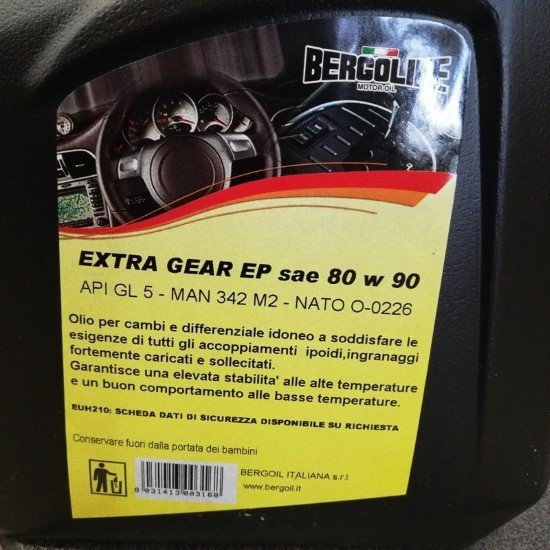 BERGOLINE
MOTOR OIL
EXTRA GEAR EP sae 80 w 90
API GL 5 - MAN 342 M2 - NATO O-0226
Olio per cambi e differenziale idoneo a soddisfare le
esigenze di tutti gli accoppiamenti ipoidi,ingranaggi
fortemente caricati e sollecitati.
Garantisce una elevata stabilita' alle alte temperature
e un buon comportamento alle basse temperature.
EUH210: SCHEDA DATI DI SICUREZZA DISPONIBILE SU RICHIESTA
Conservare fuori dalla portata dei bambini
BERGOIL ITALIANA s.r.l
www.bergoil.it
8 031413 003168